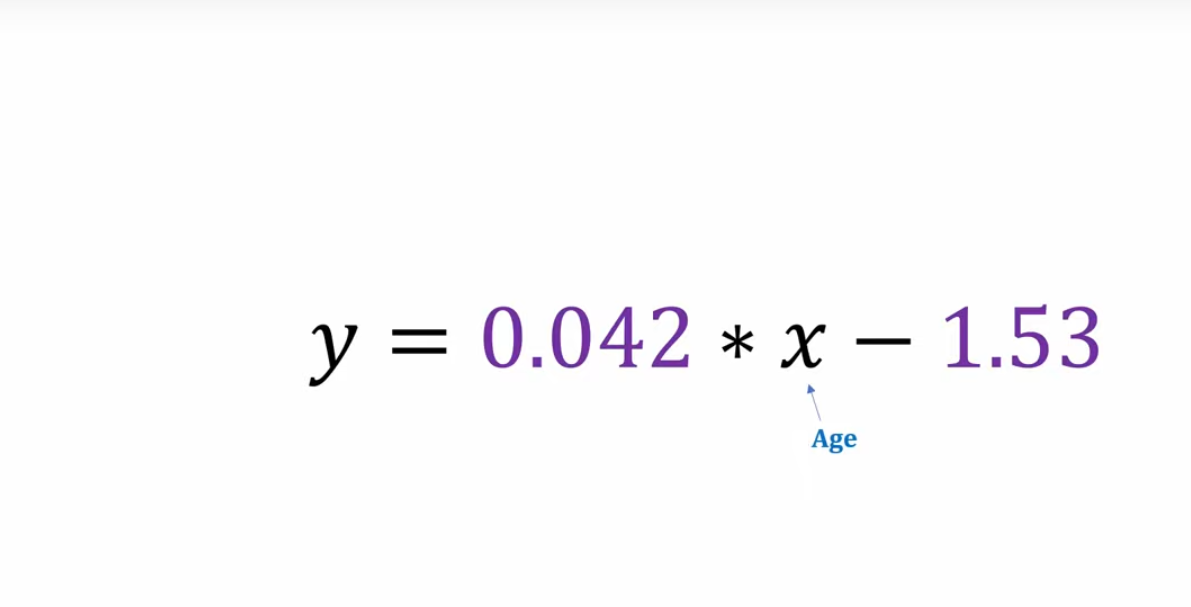 y = 0.042 * x − 1.53
Age